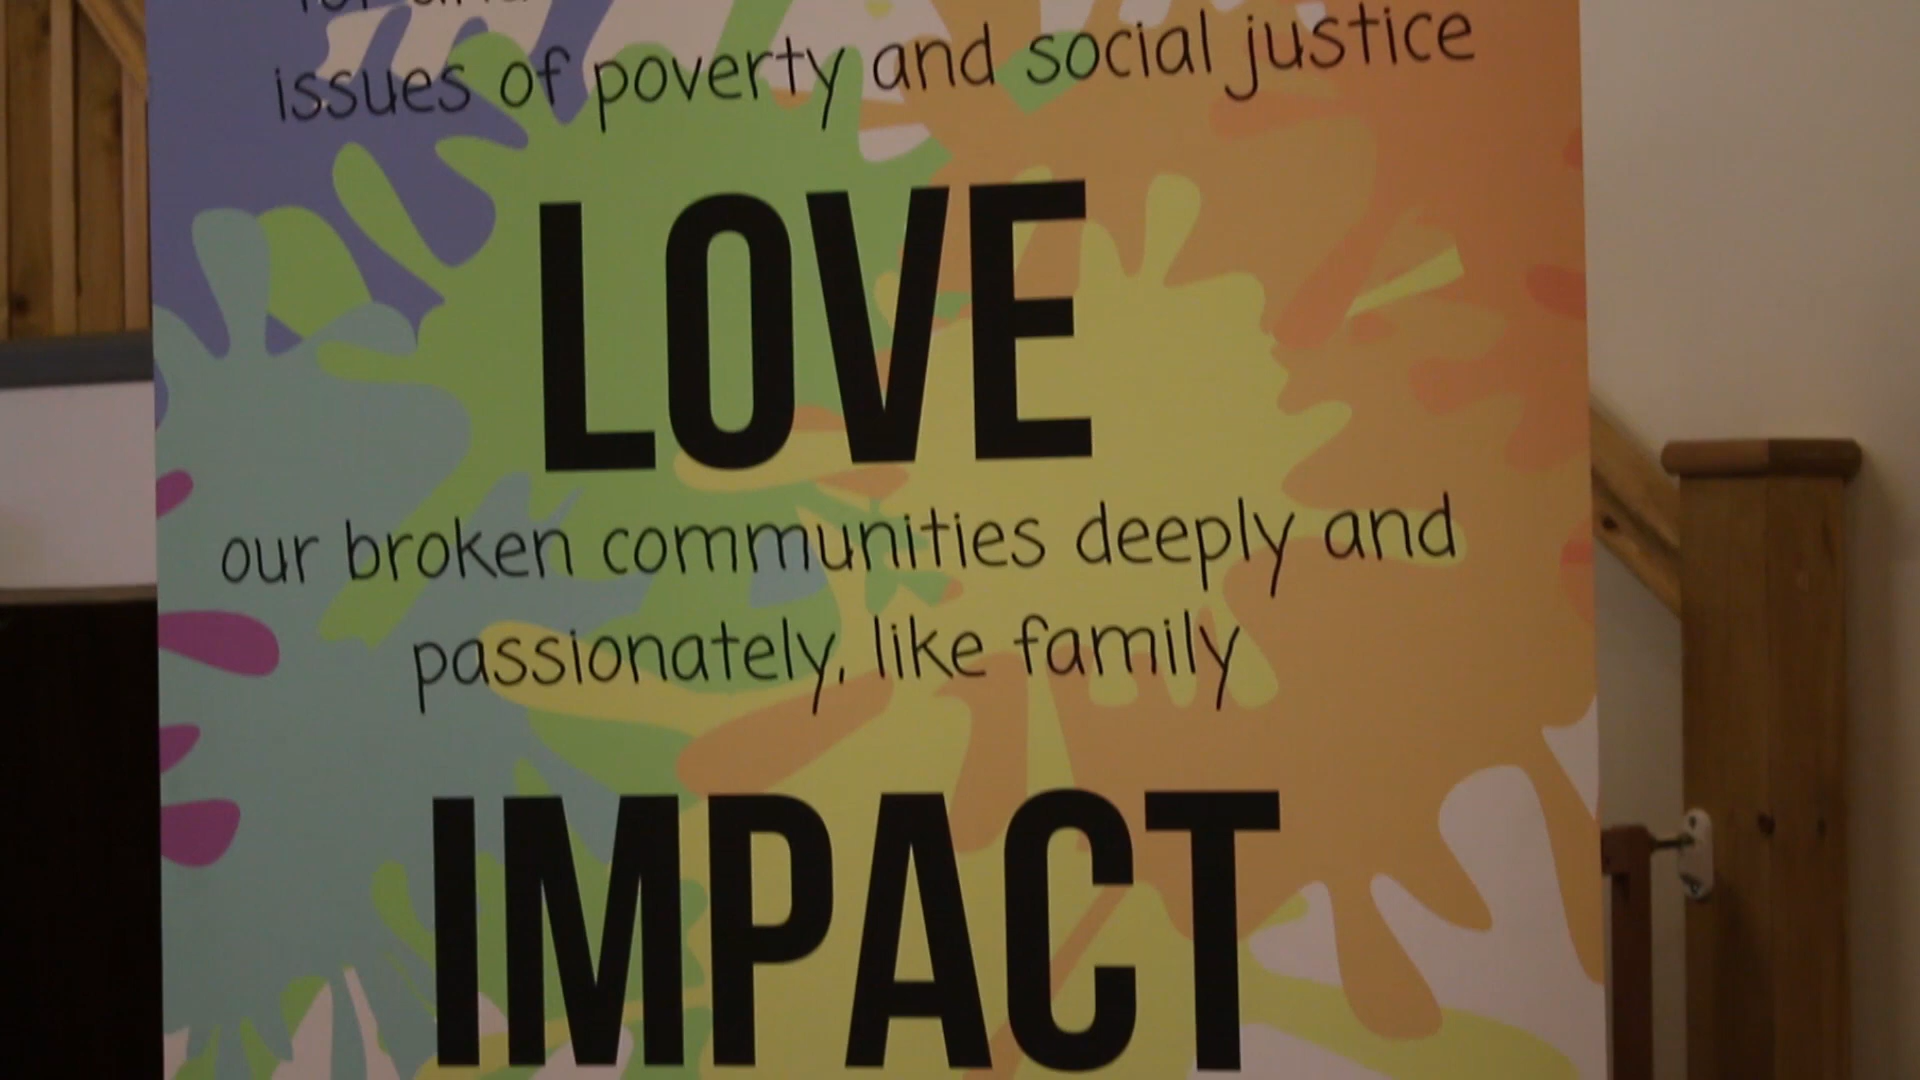 issues of poverty and social justice
LOVE
our broken communities deeply and
passionately, like family
IMPACT